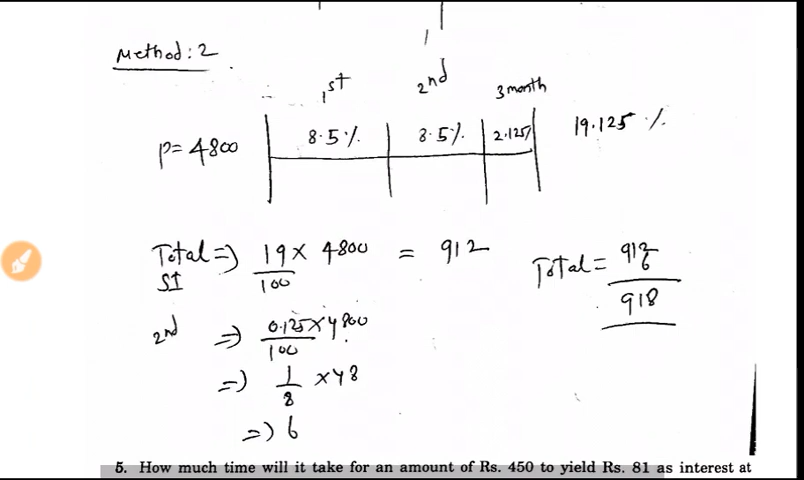 Method: 2
1st 2nd 3 month
P = 4800 8.5% 8.5% 2.125% 19.125 %
Total SI => 19 × 4800 / 100 = 912
Total = 912
6
918
2nd => 0.125 × 4800 / 100
=> 1/8 × 48
=> 6
5. How much time will it take for an amount of Rs. 450 to yield Rs. 81 as interest at